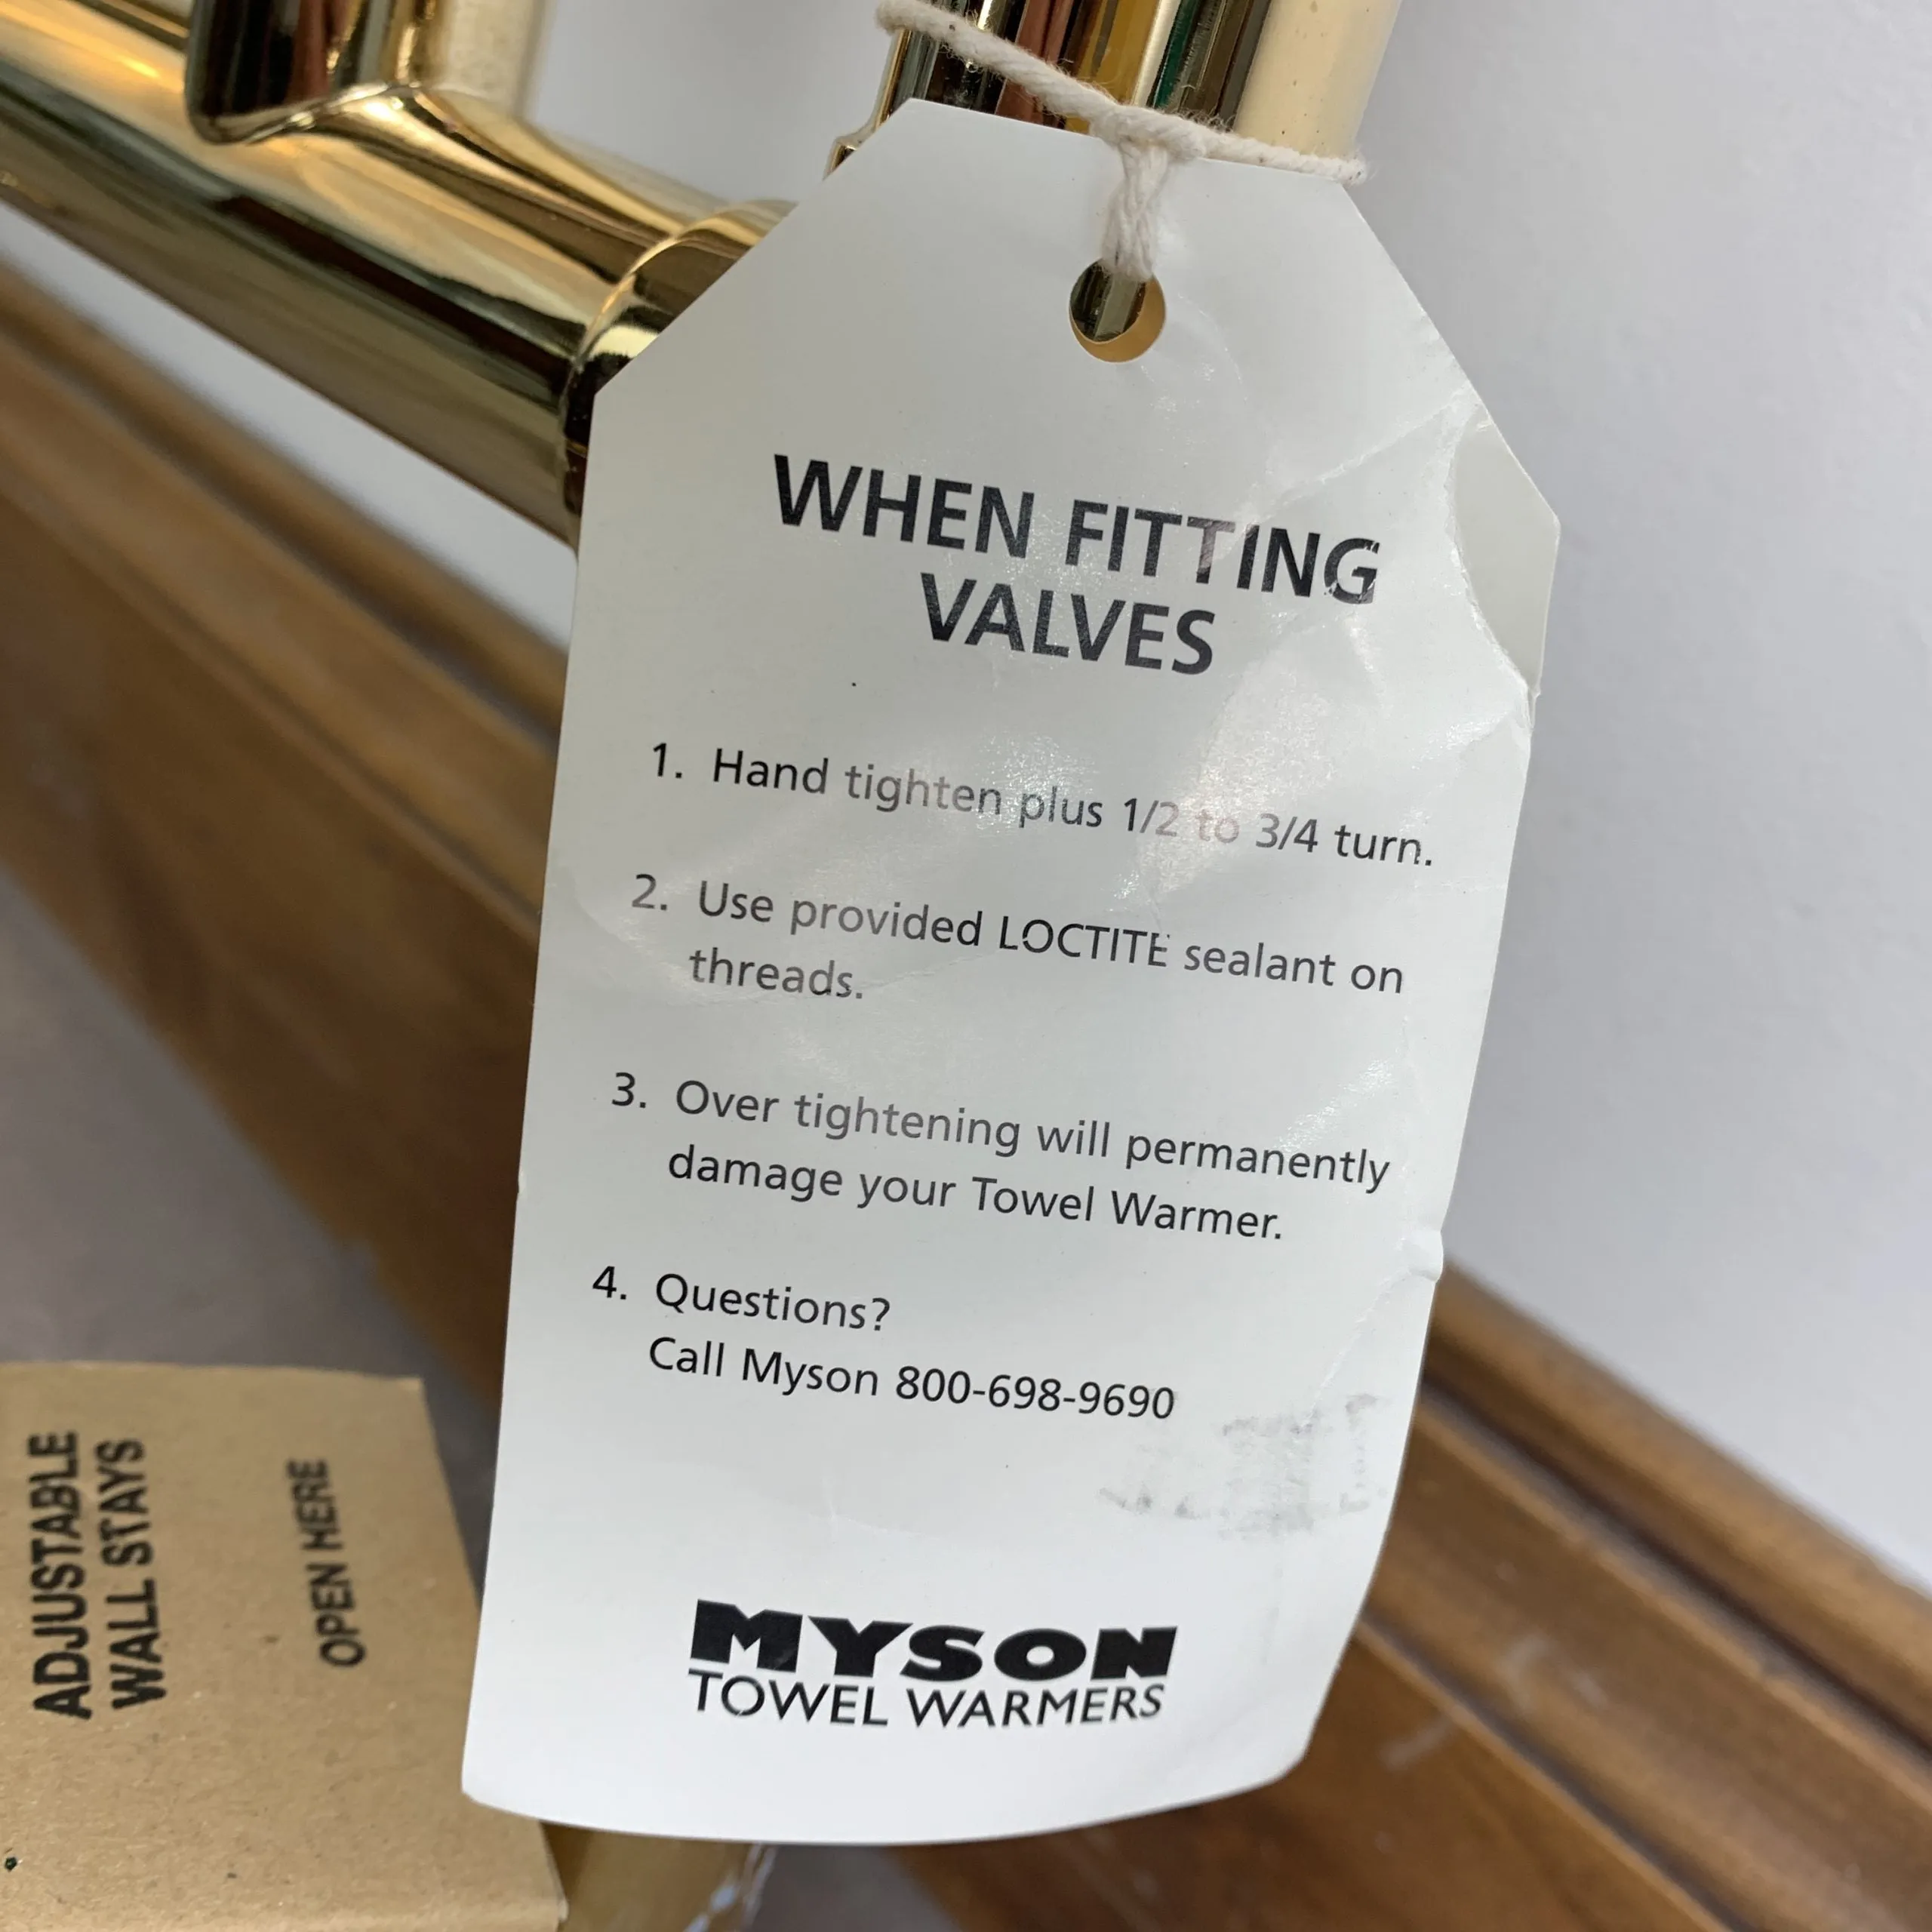 WHEN FITTING
VALVES
1. Hand tighten plus 1/2 to 3/4 turn.
2. Use provided LOCTITE sealant on
threads.
3. Over tightening will permanently
damage your Towel Warmer.
4. Questions?
Call Myson 800-698-9690
MYSON
TOWEL WARMERS
ADJUSTABLE
WALL STAYS
OPEN HERE